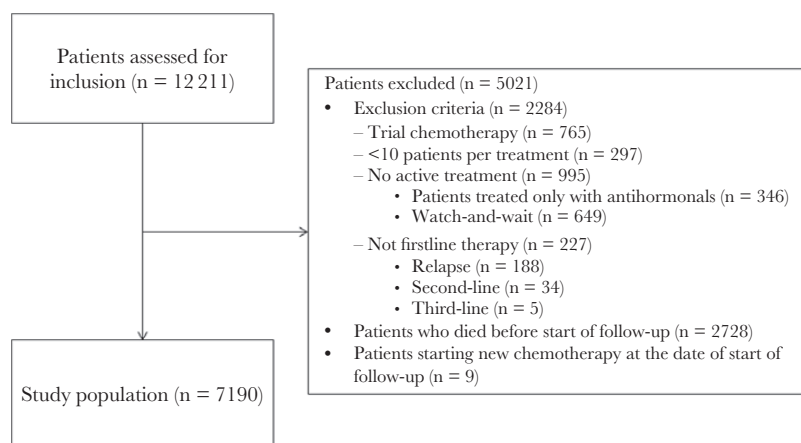 Patients assessed for
inclusion (n = 12 211)
Patients excluded (n = 5021)
• Exclusion criteria (n = 2284)
– Trial chemotherapy (n = 765)
– <10 patients per treatment (n = 297)
– No active treatment (n = 995)
• Patients treated only with antihormonals (n = 346)
• Watch-and-wait (n = 649)
– Not firstline therapy (n = 227)
• Relapse (n = 188)
• Second-line (n = 34)
• Third-line (n = 5)
• Patients who died before start of follow-up (n = 2728)
• Patients starting new chemotherapy at the date of start of
follow-up (n = 9)
Study population (n = 7190)